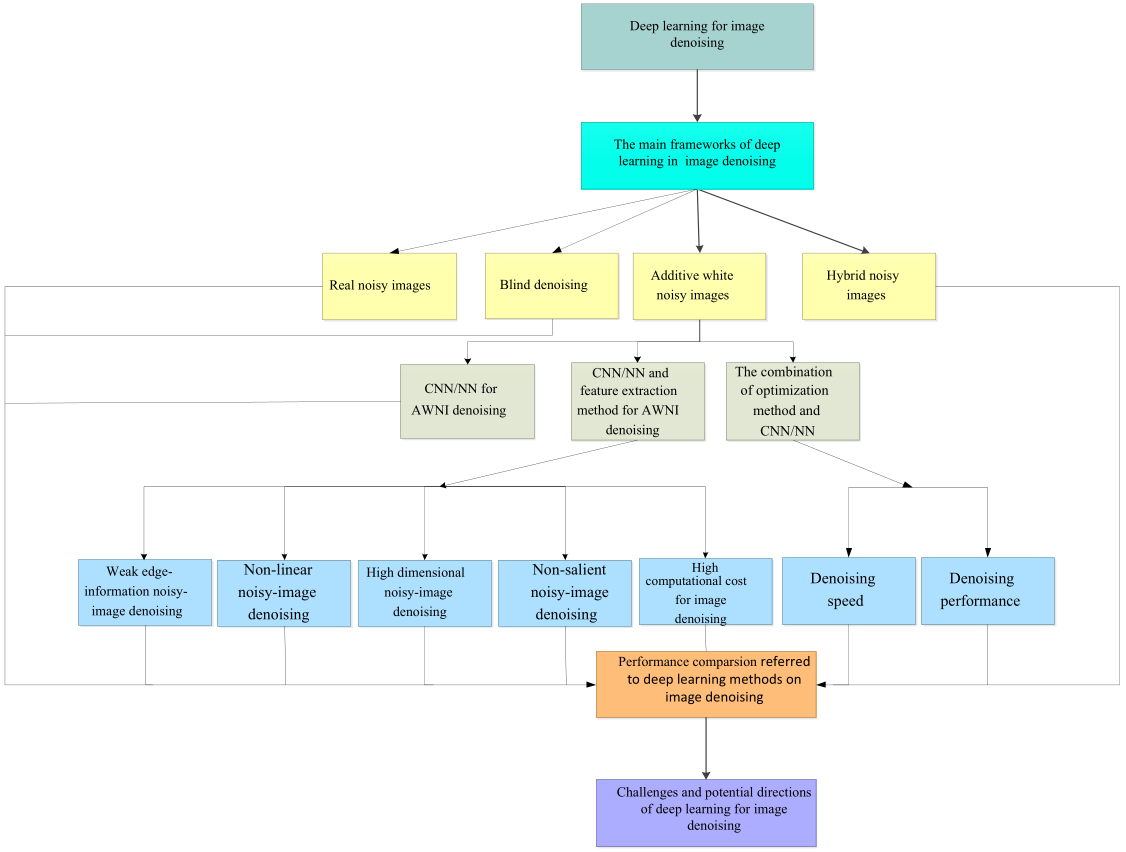 Deep learning for image
denoising
The main frameworks of deep
learning in image denoising
Real noisy images
Blind denoising
Additive white
noisy images
Hybrid noisy
images
CNN/NN for
AWNI denoising
CNN/NN and
feature extraction
method for AWNI
denoising
The combination
of optimization
method and
CNN/NN
Weak edge-
information noisy-
image denoising
Non-linear
noisy-image
denoising
High dimensional
noisy-image
denoising
Non-salient
noisy-image
denoising
High
computational cost
for image
denoising
Denoising
speed
Denoising
performance
Performance comparsion referred
to deep learning methods on
image denoising
Challenges and potential directions
of deep learning for image
denoising